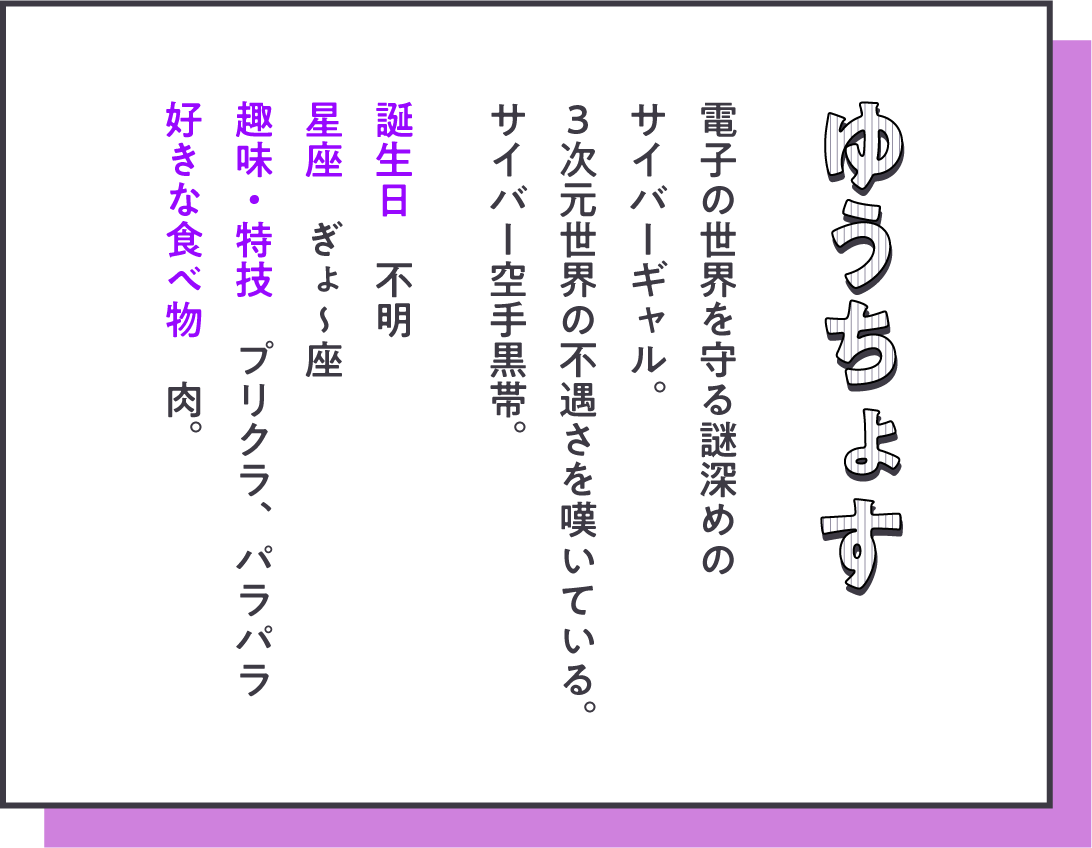 ゆうちょす
電子の世界を守る謎深めの
サイバーギャル。
３次元世界の不遇さを嘆いている。
サイバー空手黒帯。
誕生日　不明
星座　ぎょ～座
趣味・特技　プリクラ、パラパラ
好きな食べ物　肉。